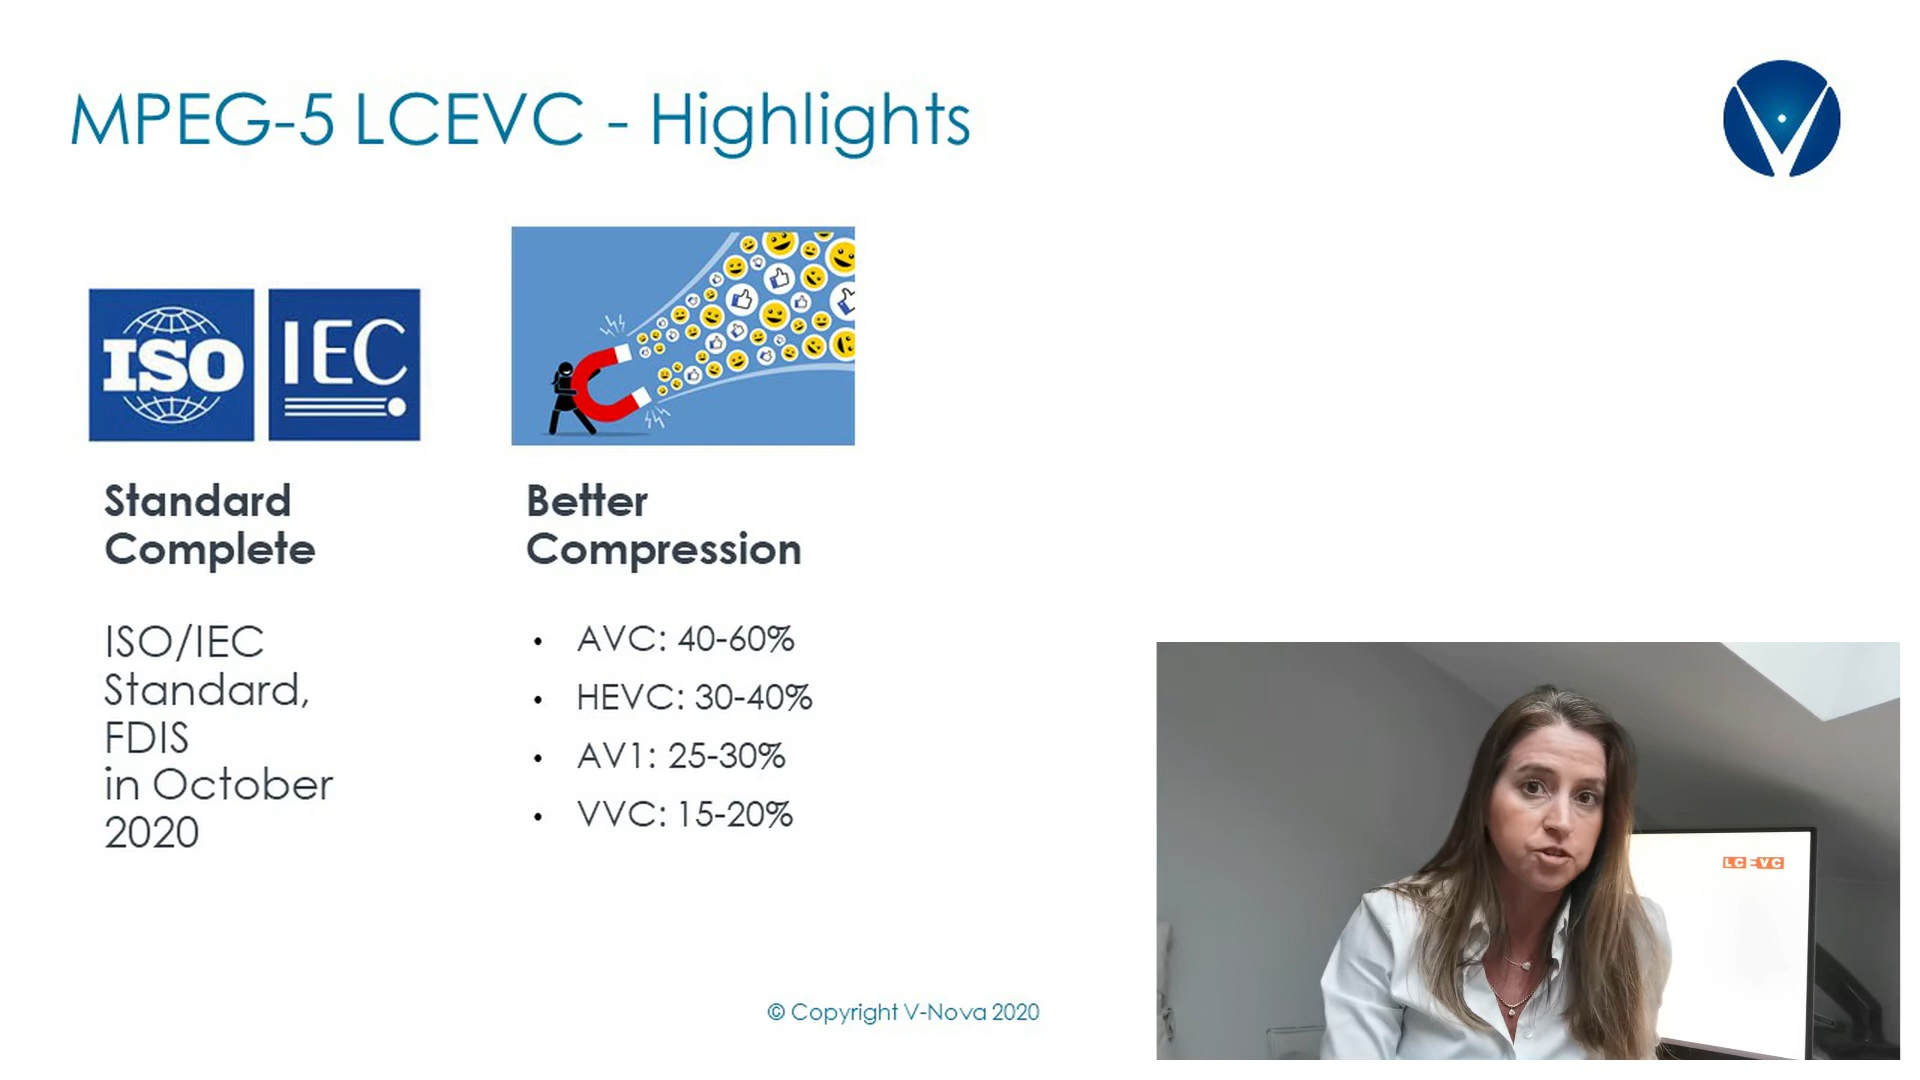 MPEG-5 LCEVC - Highlights
ISO
IEC
Standard
Complete
ISO/IEC
Standard,
FDIS
in October
2020
Better
Compression
• AVC: 40-60%
• HEVC: 30-40%
• AV1: 25-30%
• VVC: 15-20%
LCEVC
© Copyright V-Nova 2020